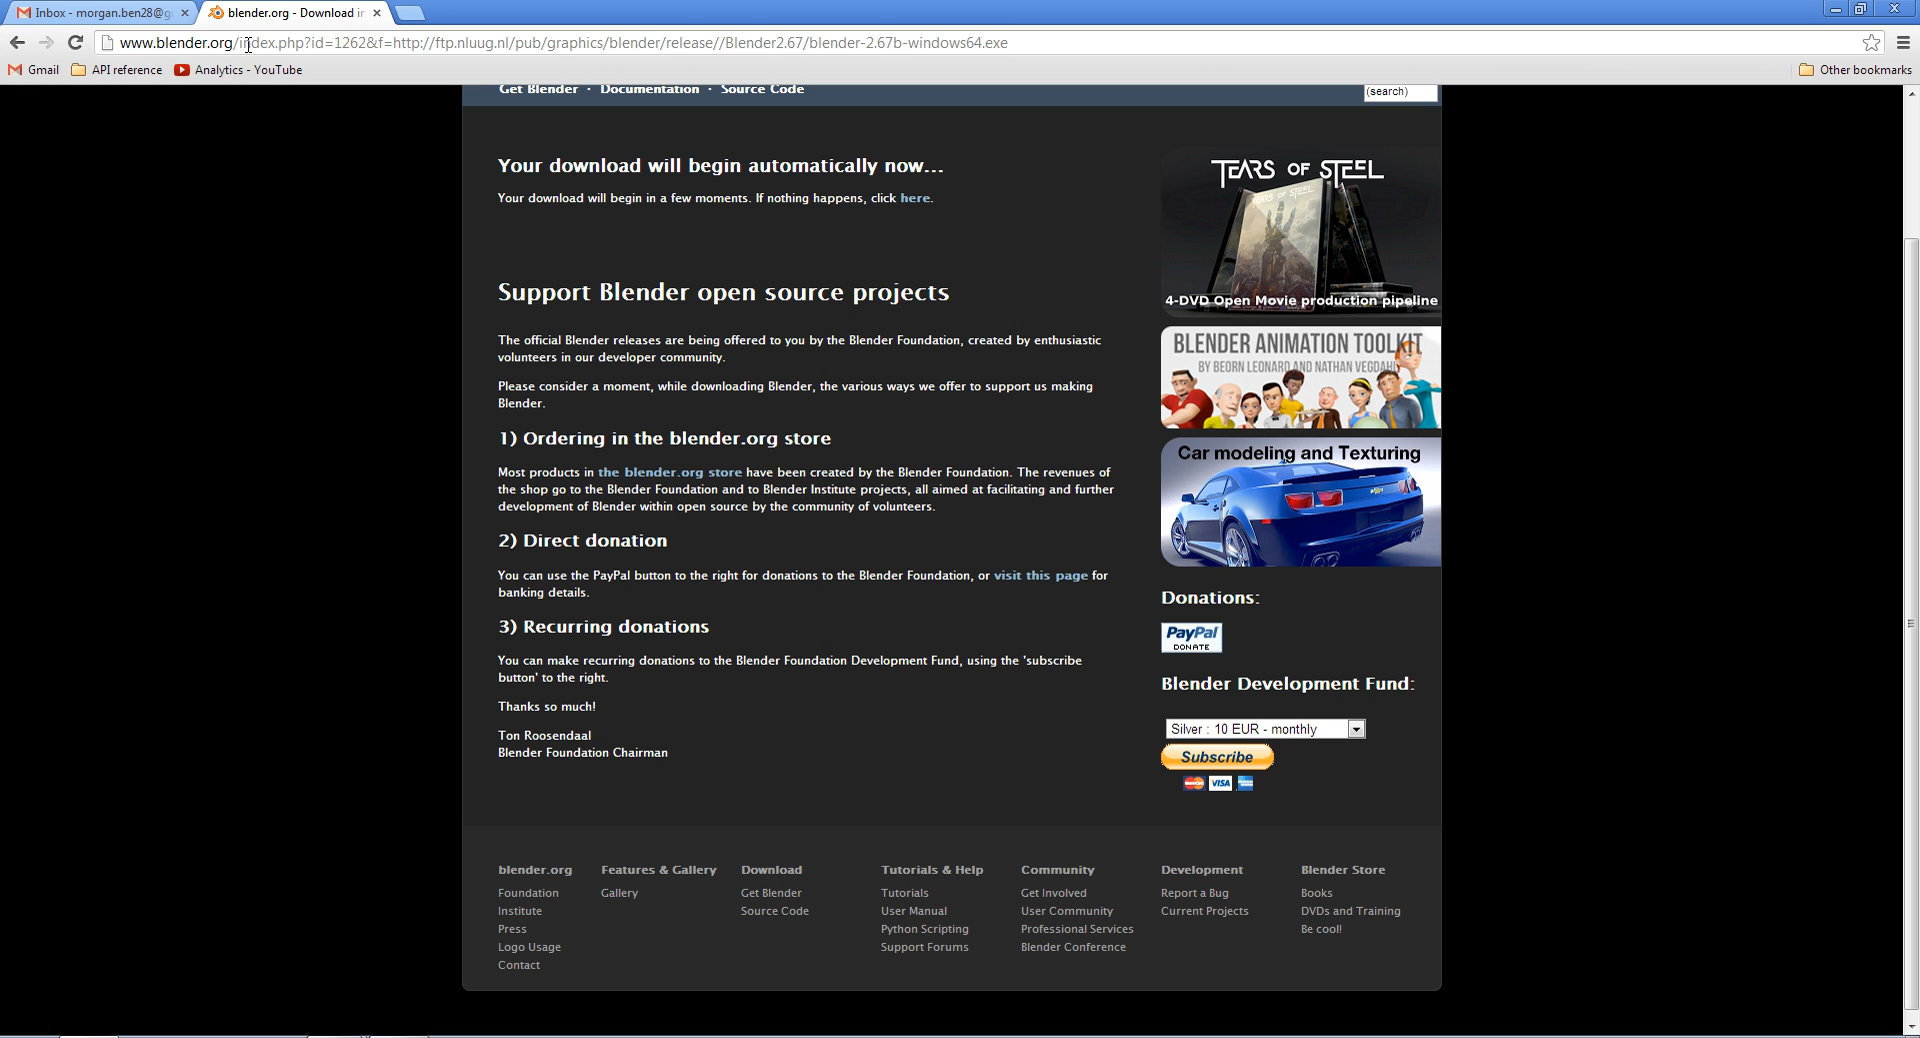 Inbox - morgan.ben28@g
blender.org - Download in
www.blender.org/index.php?id=1262&f=http://ftp.nluug.nl/pub/graphics/blender/release//Blender2.67/blender-2.67b-windows64.exe
Gmail
API reference
Analytics - YouTube
Other bookmarks
Get Blender · Documentation · Source Code
(search)
Your download will begin automatically now...
Your download will begin in a few moments. If nothing happens, click here.
Support Blender open source projects
The official Blender releases are being offered to you by the Blender Foundation, created by enthusiastic
volunteers in our developer community.
Please consider a moment, while downloading Blender, the various ways we offer to support us making
Blender.
1) Ordering in the blender.org store
Most products in the blender.org store have been created by the Blender Foundation. The revenues of
the shop go to the Blender Foundation and to Blender Institute projects, all aimed at facilitating and further
development of Blender within open source by the community of volunteers.
2) Direct donation
You can use the PayPal button to the right for donations to the Blender Foundation, or visit this page for
banking details.
3) Recurring donations
You can make recurring donations to the Blender Foundation Development Fund, using the 'subscribe
button' to the right.
Thanks so much!
Ton Roosendaal
Blender Foundation Chairman
TEARS OF STEEL
TEARS OF STEEL
4-DVD Open Movie production pipeline
BLENDER ANIMATION TOOLKIT
BY BEORN LEONARD AND NATHAN VEGDAHL
Car modeling and Texturing
Donations:
PayPal
DONATE
Blender Development Fund:
Silver : 10 EUR - monthly
Subscribe
MasterCard VISA
blender.org
Foundation
Institute
Press
Logo Usage
Contact
Features & Gallery
Gallery
Download
Get Blender
Source Code
Tutorials & Help
Tutorials
User Manual
Python Scripting
Support Forums
Community
Get Involved
User Community
Professional Services
Blender Conference
Development
Report a Bug
Current Projects
Blender Store
Books
DVDs and Training
Be cool!